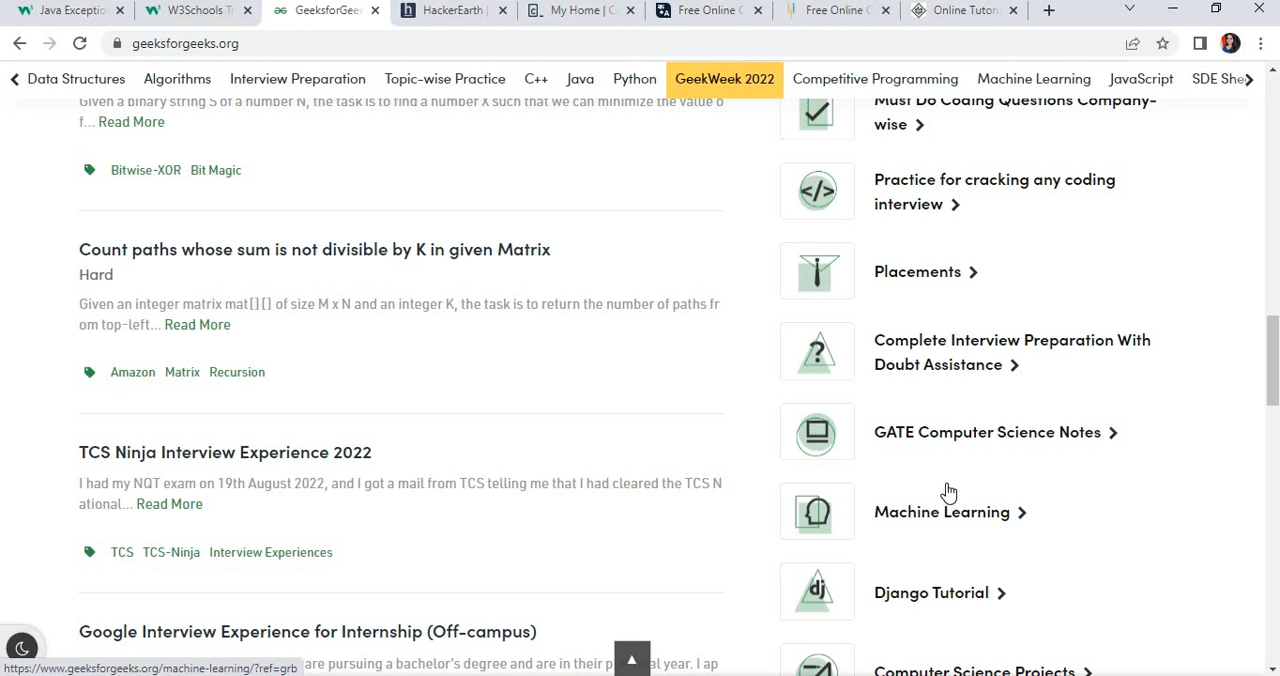 Java Exceptio
W3Schools T
GeeksforGee
HackerEarth
My Home | C
Free Online C
Free Online C
Online Tutor
geeksforgeeks.org
Data Structures Algorithms Interview Preparation Topic-wise Practice C++ Java Python GeekWeek 2022 Competitive Programming Machine Learning JavaScript SDE She
Given a binary string S of a number N, the task is to find a number X such that we can minimize the value o
f... Read More
Bitwise-XOR Bit Magic
Count paths whose sum is not divisible by K in given Matrix
Hard
Given an integer matrix mat[][] of size M x N and an integer K, the task is to return the number of paths fr
om top-left... Read More
Amazon Matrix Recursion
TCS Ninja Interview Experience 2022
I had my NQT exam on 19th August 2022, and I got a mail from TCS telling me that I had cleared the TCS N
ational... Read More
TCS TCS-Ninja Interview Experiences
Google Interview Experience for Internship (Off-campus)
are pursuing a bachelor's degree and are in their year. I ap
Must Do Coding Questions Company-
wise
</>
Practice for cracking any coding
interview
Placements
?
Complete Interview Preparation With
Doubt Assistance
GATE Computer Science Notes
Machine Learning
dj
Django Tutorial
Computer Science Projects
https://www.geeksforgeeks.org/machine-learning/?ref=grb